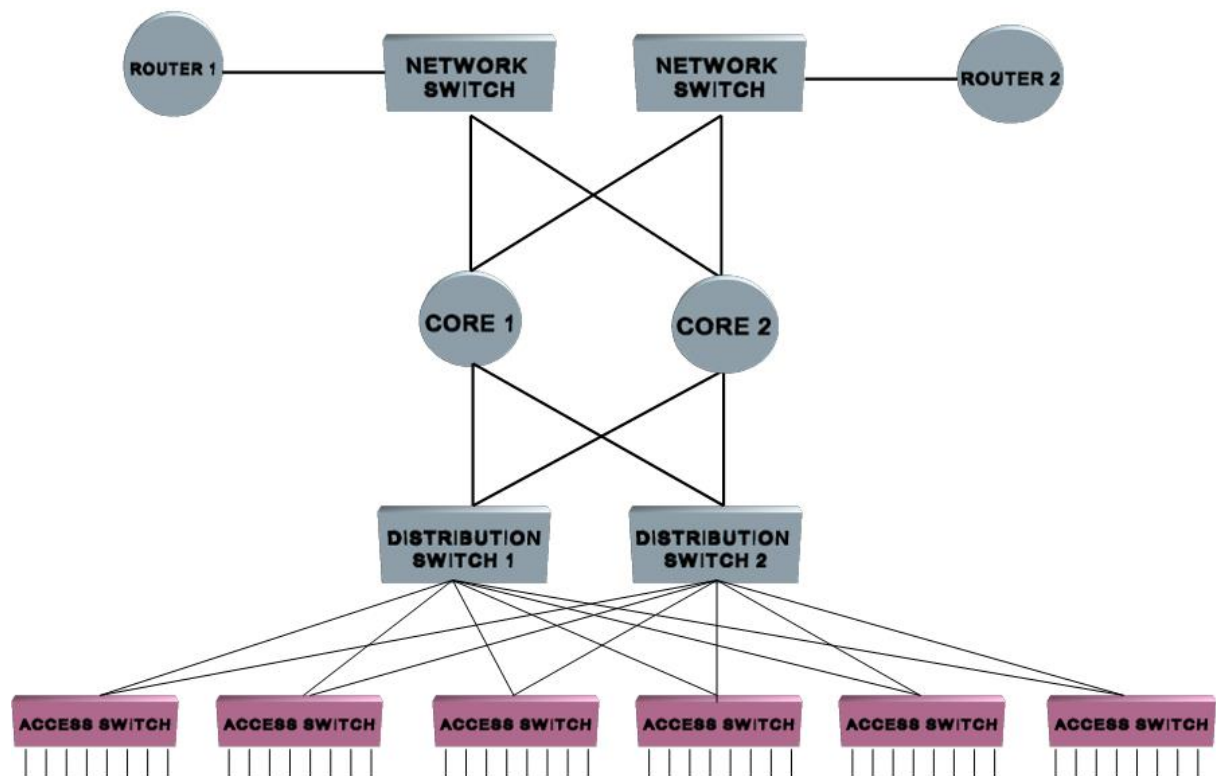 ROUTER 1
NETWORK
SWITCH
NETWORK
SWITCH
ROUTER 2
CORE 1
CORE 2
DISTRIBUTION
SWITCH 1
DISTRIBUTION
SWITCH 2
ACCESS SWITCH
ACCESS SWITCH
ACCESS SWITCH
ACCESS SWITCH
ACCESS SWITCH
ACCESS SWITCH